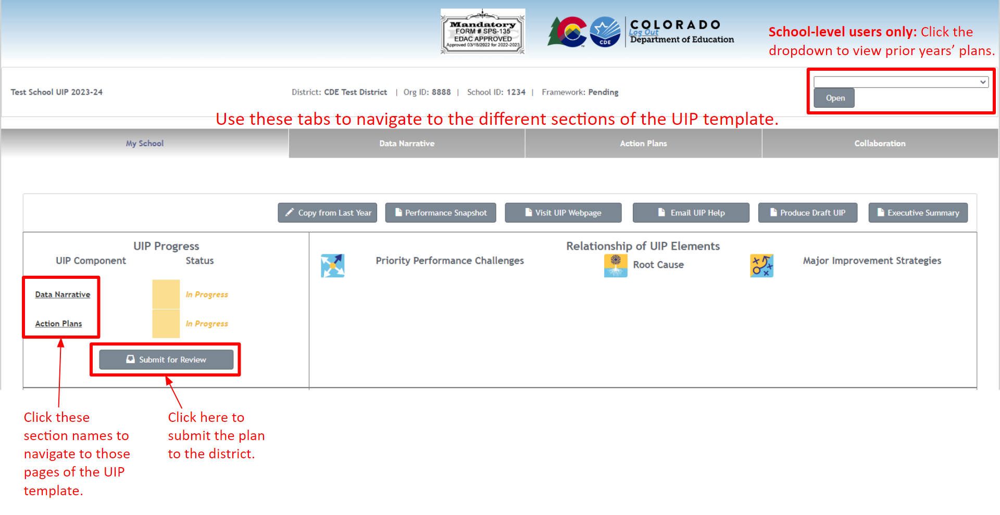 Mandatory
FORM # SPS-135
EDAC APPROVED
Approved 03/18/2022 for 2022-2023
CDE
TM
COLORADO
Log Out
Department of Education
School-level users only: Click the
dropdown to view prior years’ plans.
Test School UIP 2023-24
District: CDE Test District | Org ID: 8888 | School ID: 1234 | Framework: Pending
Open
Use these tabs to navigate to the different sections of the UIP template.
My School
Data Narrative
Action Plans
Collaboration
Copy from Last Year
Performance Snapshot
Visit UIP Webpage
Email UIP Help
Produce Draft UIP
Executive Summary
UIP Progress
UIP Component
Status
Data Narrative
In Progress
Action Plans
In Progress
Submit for Review
Relationship of UIP Elements
Priority Performance Challenges
Root Cause
Major Improvement Strategies
Click these
section names to
navigate to those
pages of the UIP
template.
Click here to
submit the plan
to the district.